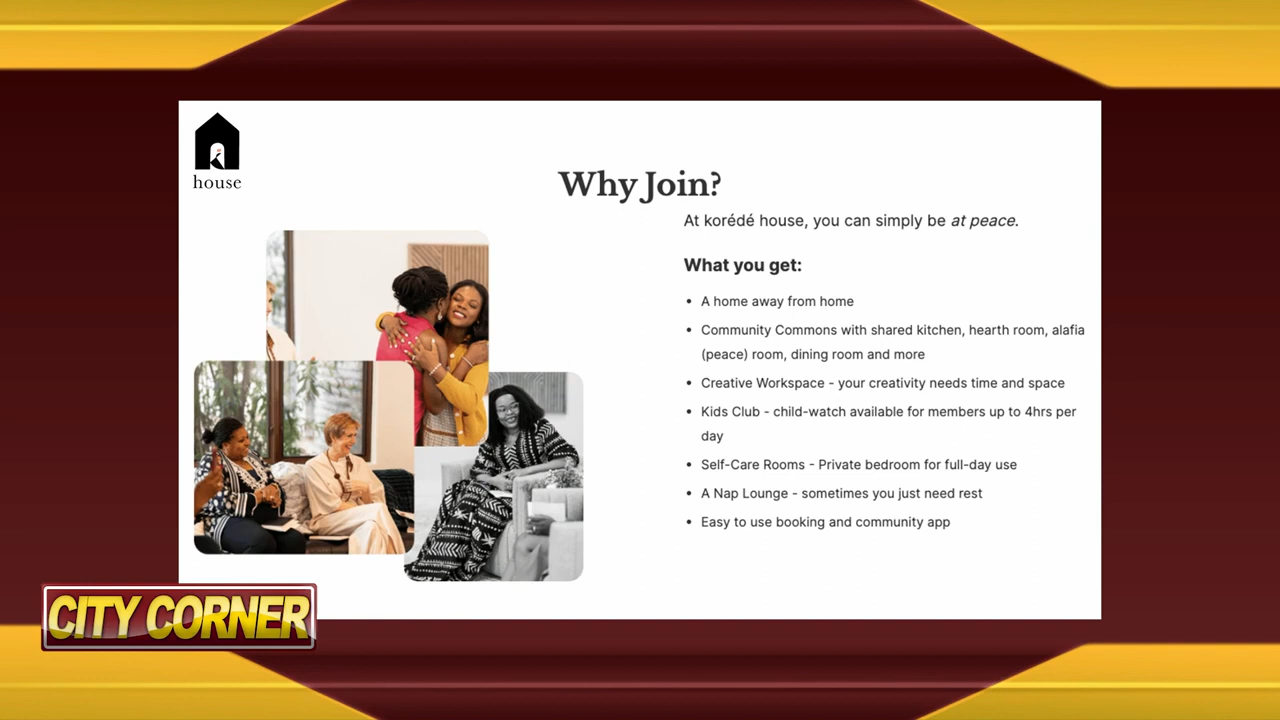 house
Why Join?
At korédé house, you can simply be at peace.
What you get:
• A home away from home
• Community Commons with shared kitchen, hearth room, alafia
(peace) room, dining room and more
• Creative Workspace - your creativity needs time and space
• Kids Club - child-watch available for members up to 4hrs per
day
• Self-Care Rooms - Private bedroom for full-day use
• A Nap Lounge - sometimes you just need rest
• Easy to use booking and community app
CITY CORNER